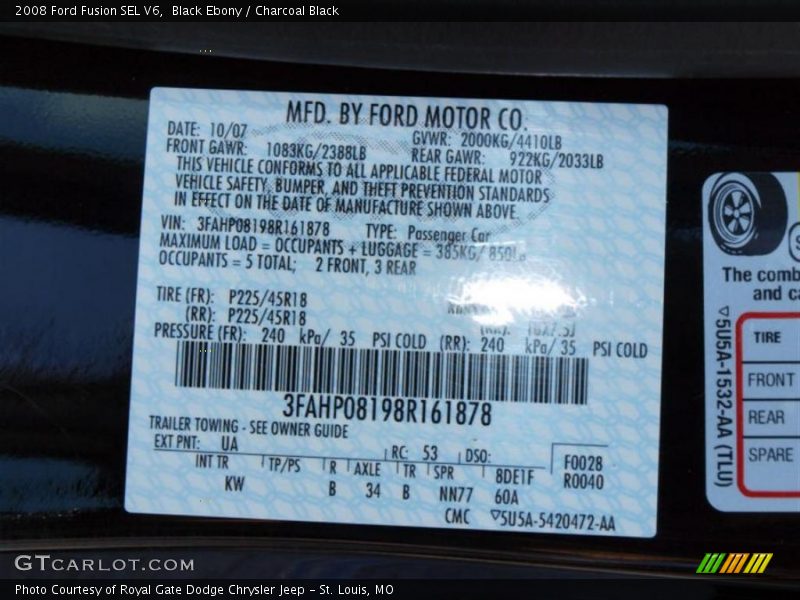 2008 Ford Fusion SEL V6,  Black Ebony / Charcoal Black
MFD. BY FORD MOTOR CO.
DATE: 10/07 GVWR: 2000KG/4410LB
FRONT GAWR: 1083KG/2388LB REAR GAWR: 922KG/2033LB
THIS VEHICLE CONFORMS TO ALL APPLICABLE FEDERAL MOTOR
VEHICLE SAFETY, BUMPER, AND THEFT PREVENTION STANDARDS
IN EFFECT ON THE DATE OF MANUFACTURE SHOWN ABOVE.
VIN: 3FAHP08198R161878 TYPE: Passenger Car
MAXIMUM LOAD = OCCUPANTS + LUGGAGE = 385KG/ 850LB
OCCUPANTS = 5 TOTAL; 2 FRONT, 3 REAR
TIRE (FR): P225/45R18
(RR): P225/45R18 (RR):
PRESSURE (FR): 240 kPa/ 35 PSI COLD (RR): 240 kPa/ 35 PSI COLD
3FAHP08198R161878
TRAILER TOWING - SEE OWNER GUIDE
EXT PNT: UA RC: 53 DSO: F0028
INT TR TP/PS R AXLE TR SPR 8DE1F R0040
KW B 34 B NN77 60A
CMC 5U5A-5420472-AA
The comb
and ca
5U5A-1532-AA (TLU)
TIRE
FRONT
REAR
SPARE
GTCARLOT.COM
Photo Courtesy of Royal Gate Dodge Chrysler Jeep - St. Louis, MO